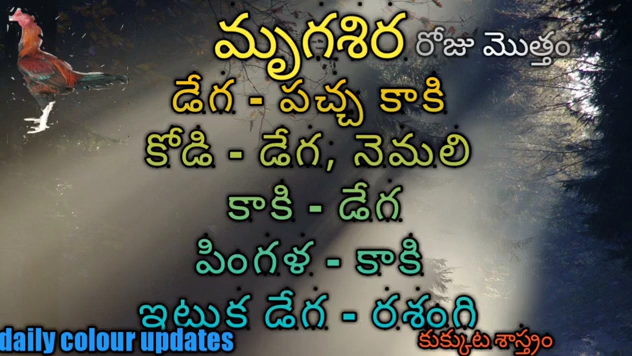 మృగశిర రోజు మొత్తం
డేగ - పచ్చ కాకి
కోడి - డేగ, నెమలి
కాకి - డేగ
పింగళ - కాకి
ఇటుక డేగ - రశంగి
daily colour updates
కుక్కుట శాస్త్రం